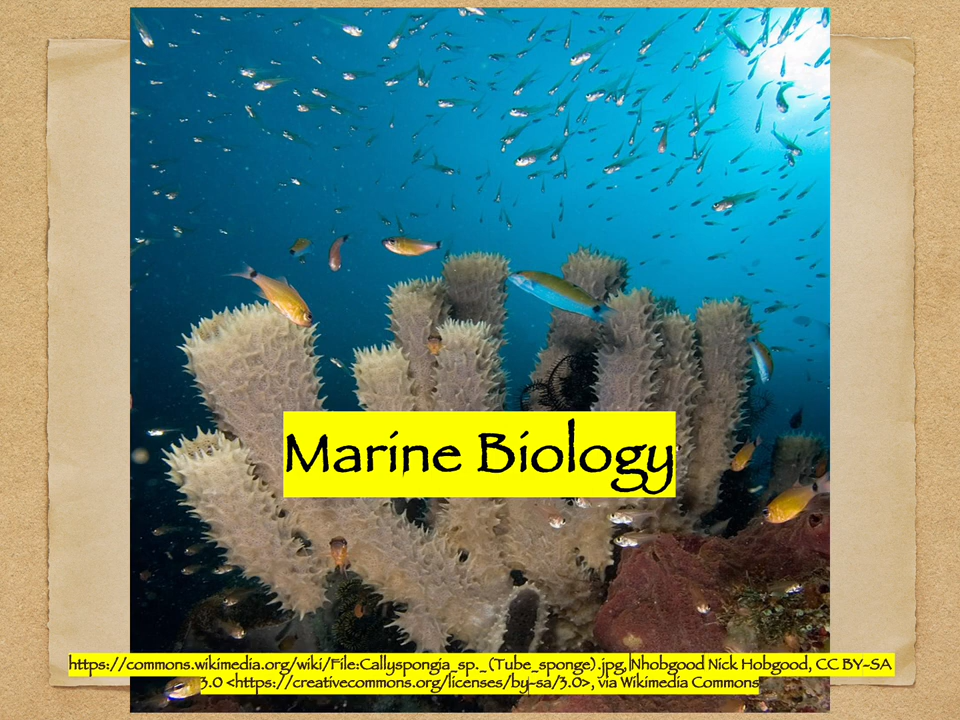 Marine Biology
https://commons.wikimedia.org/wiki/File:Callyspongia_sp._(Tube_sponge).jpg, Nhobgood Nick Hobgood, CC BY-SA
3.0 <https://creativecommons.org/licenses/by-sa/3.0>, via Wikimedia Commons